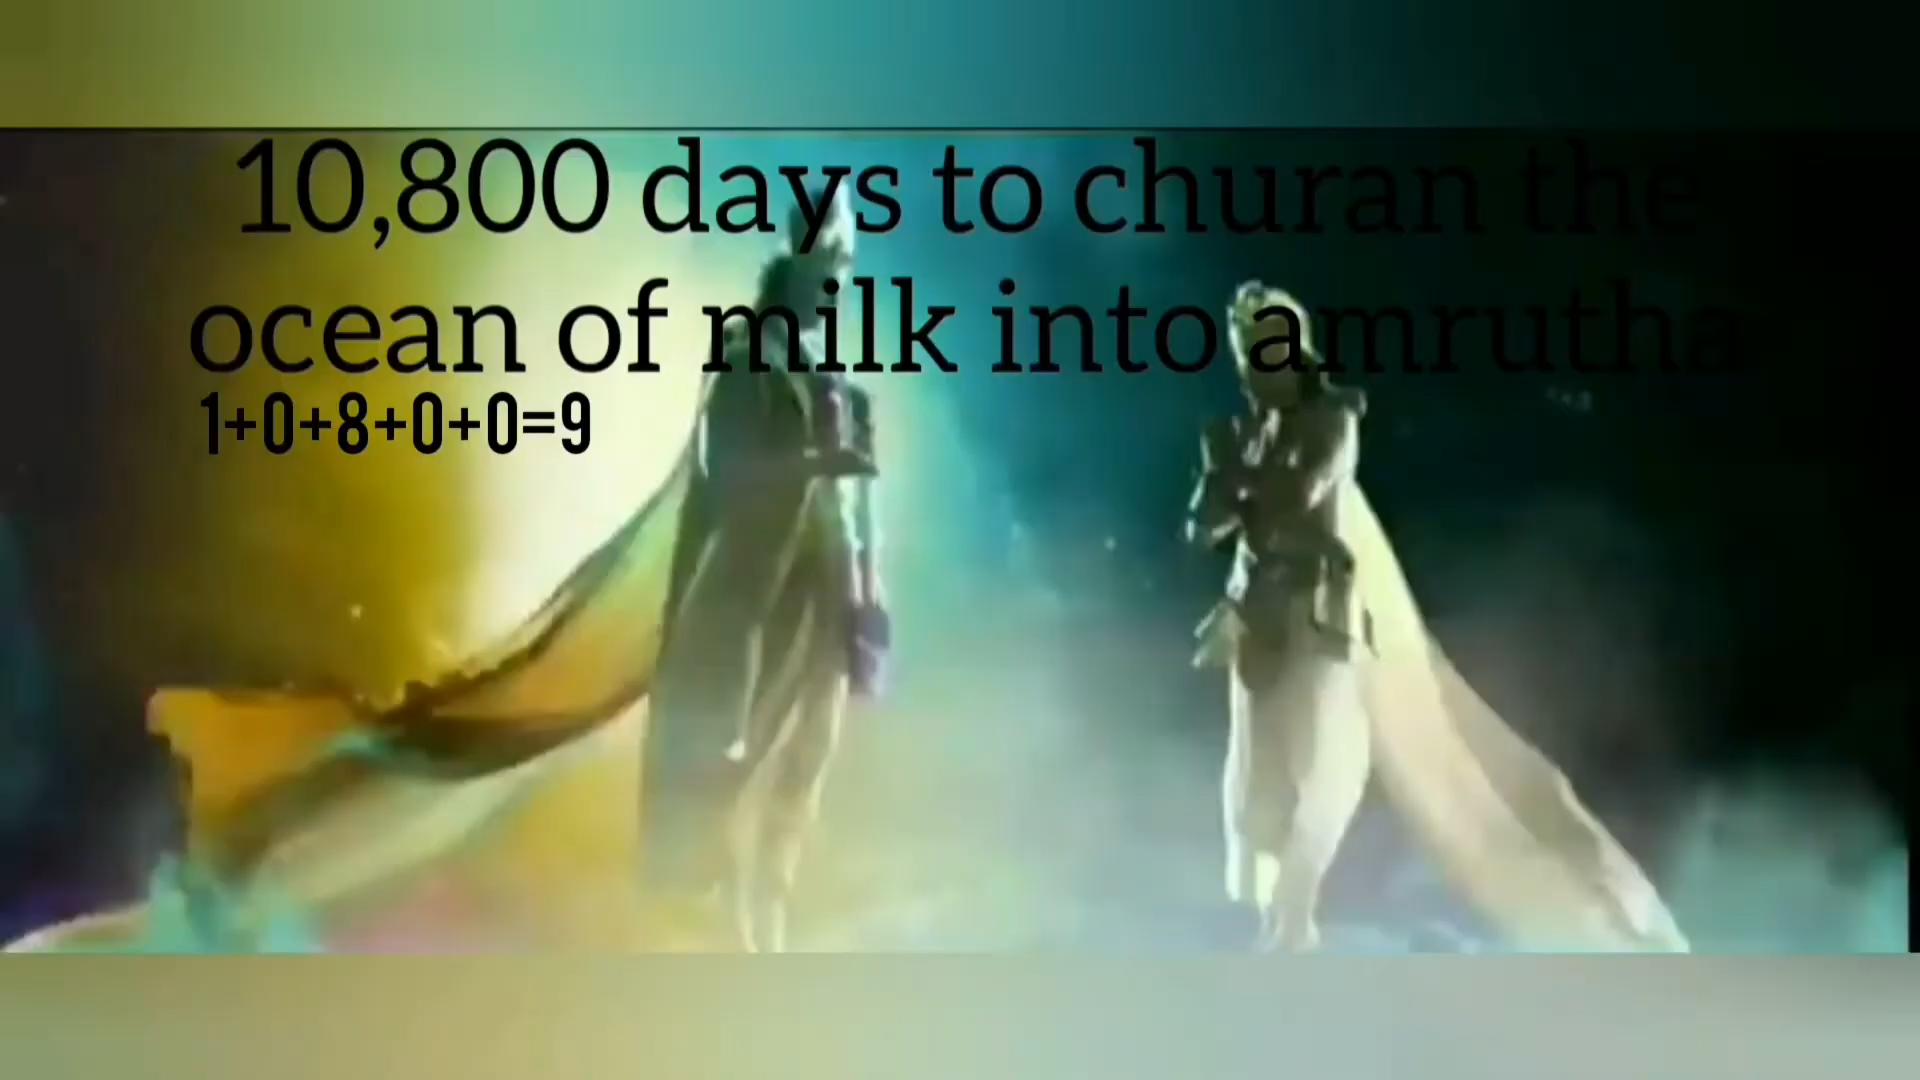 10,800 days to churan the
ocean of milk into amrutha
1+0+8+0+0=9